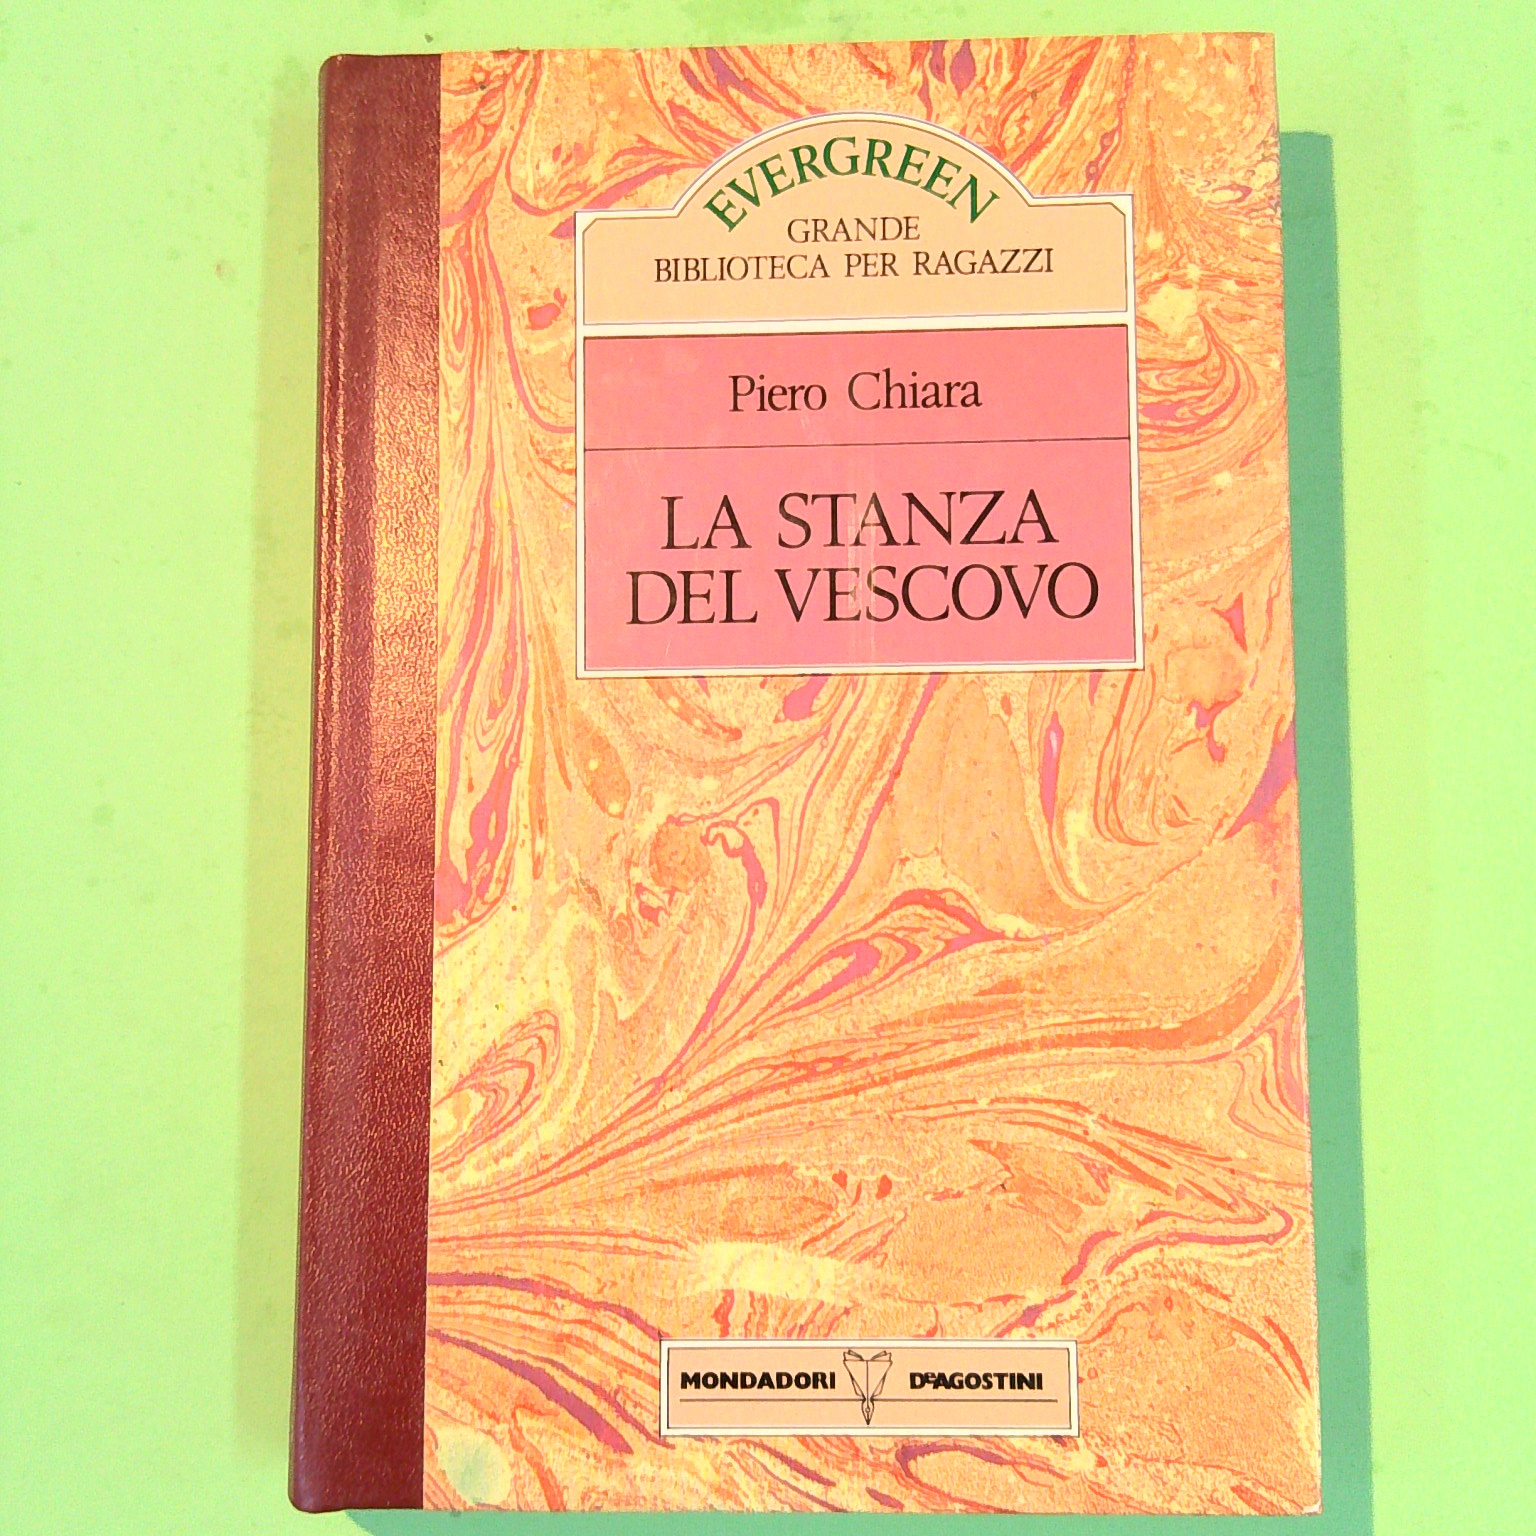 EVERGREEN
GRANDE
BIBLIOTECA PER RAGAZZI
Piero Chiara
LA STANZA
DEL VESCOVO
MONDADORI DeAGOSTINI